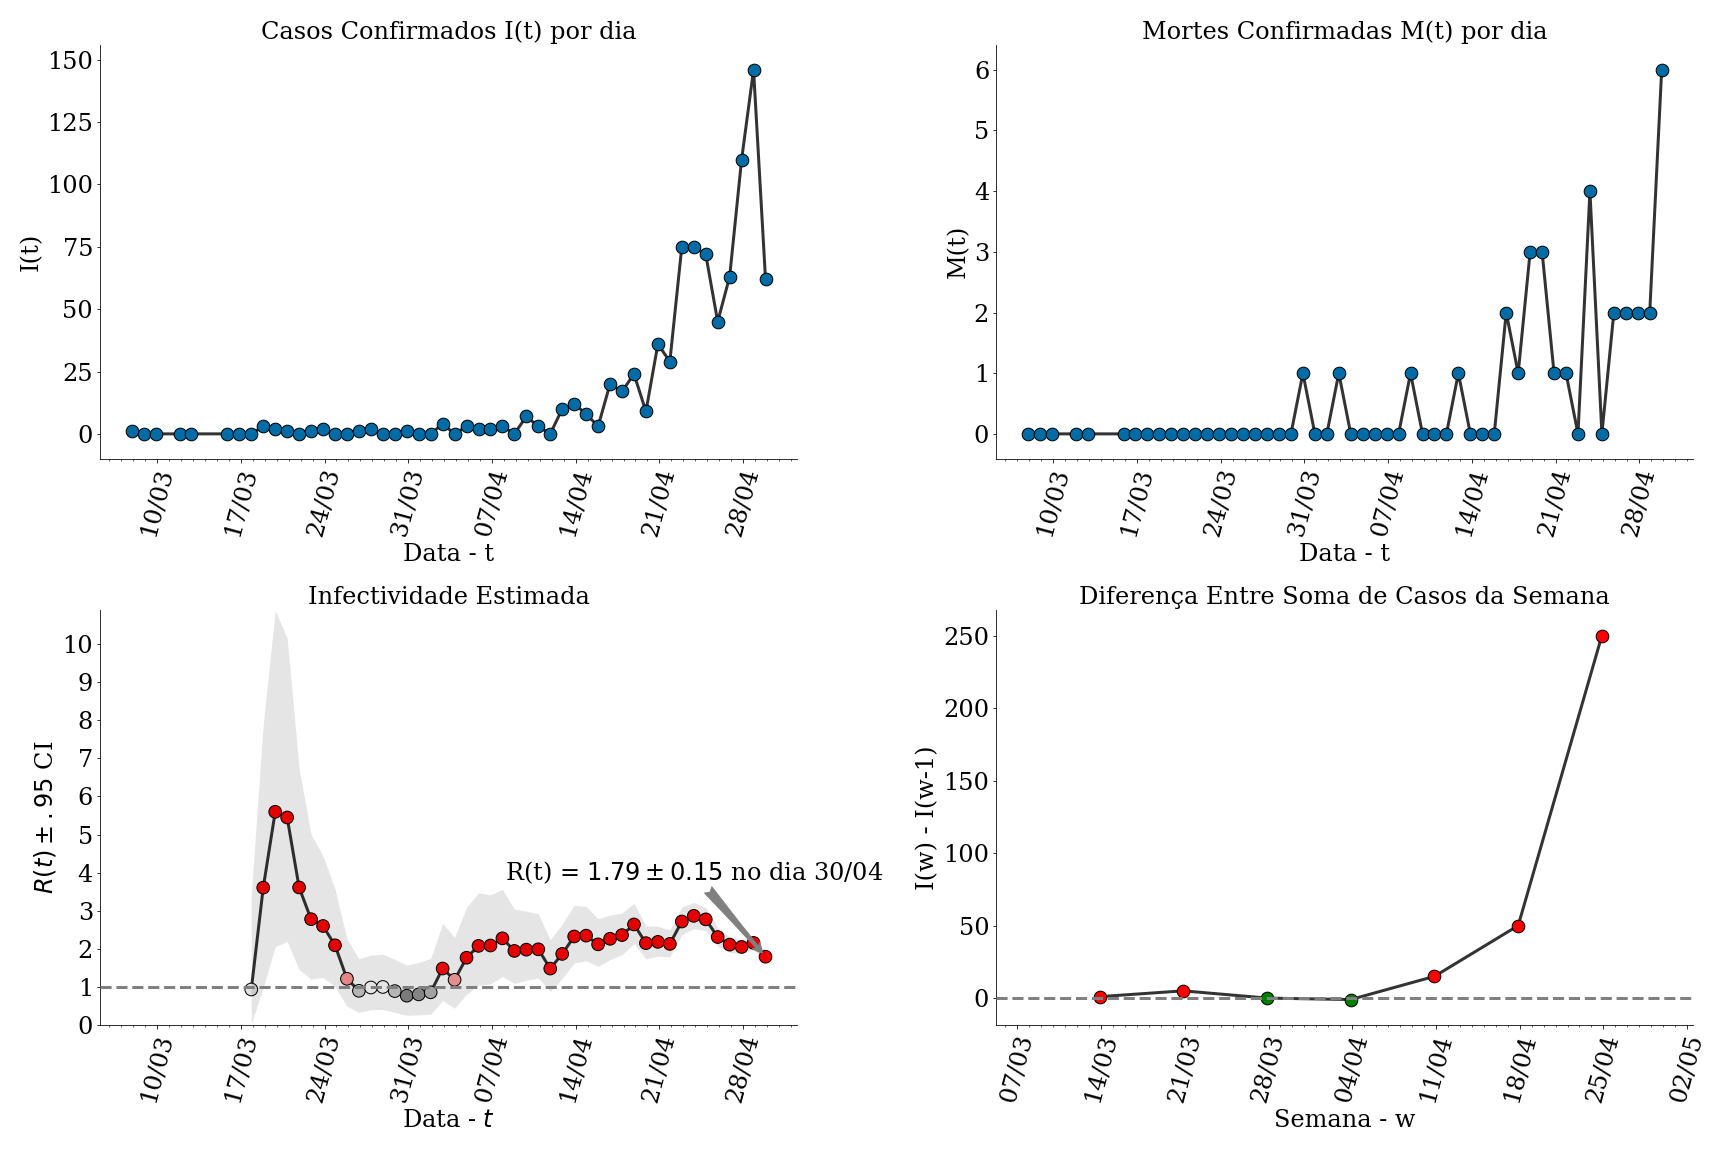 Casos Confirmados I(t) por dia
I(t)
150
125
100
75
50
25
0
10/03 17/03 24/03 31/03 07/04 14/04 21/04 28/04
Data - t
Mortes Confirmadas M(t) por dia
M(t)
6
5
4
3
2
1
0
10/03 17/03 24/03 31/03 07/04 14/04 21/04 28/04
Data - t
Infectividade Estimada
R(t) ± .95 CI
10
9
8
7
6
5
4
3
2
1
0
R(t) = 1.79 ± 0.15 no dia 30/04
10/03 17/03 24/03 31/03 07/04 14/04 21/04 28/04
Data - t
Diferença Entre Soma de Casos da Semana
I(w) - I(w-1)
250
200
150
100
50
0
07/03 14/03 21/03 28/03 04/04 11/04 18/04 25/04 02/05
Semana - w